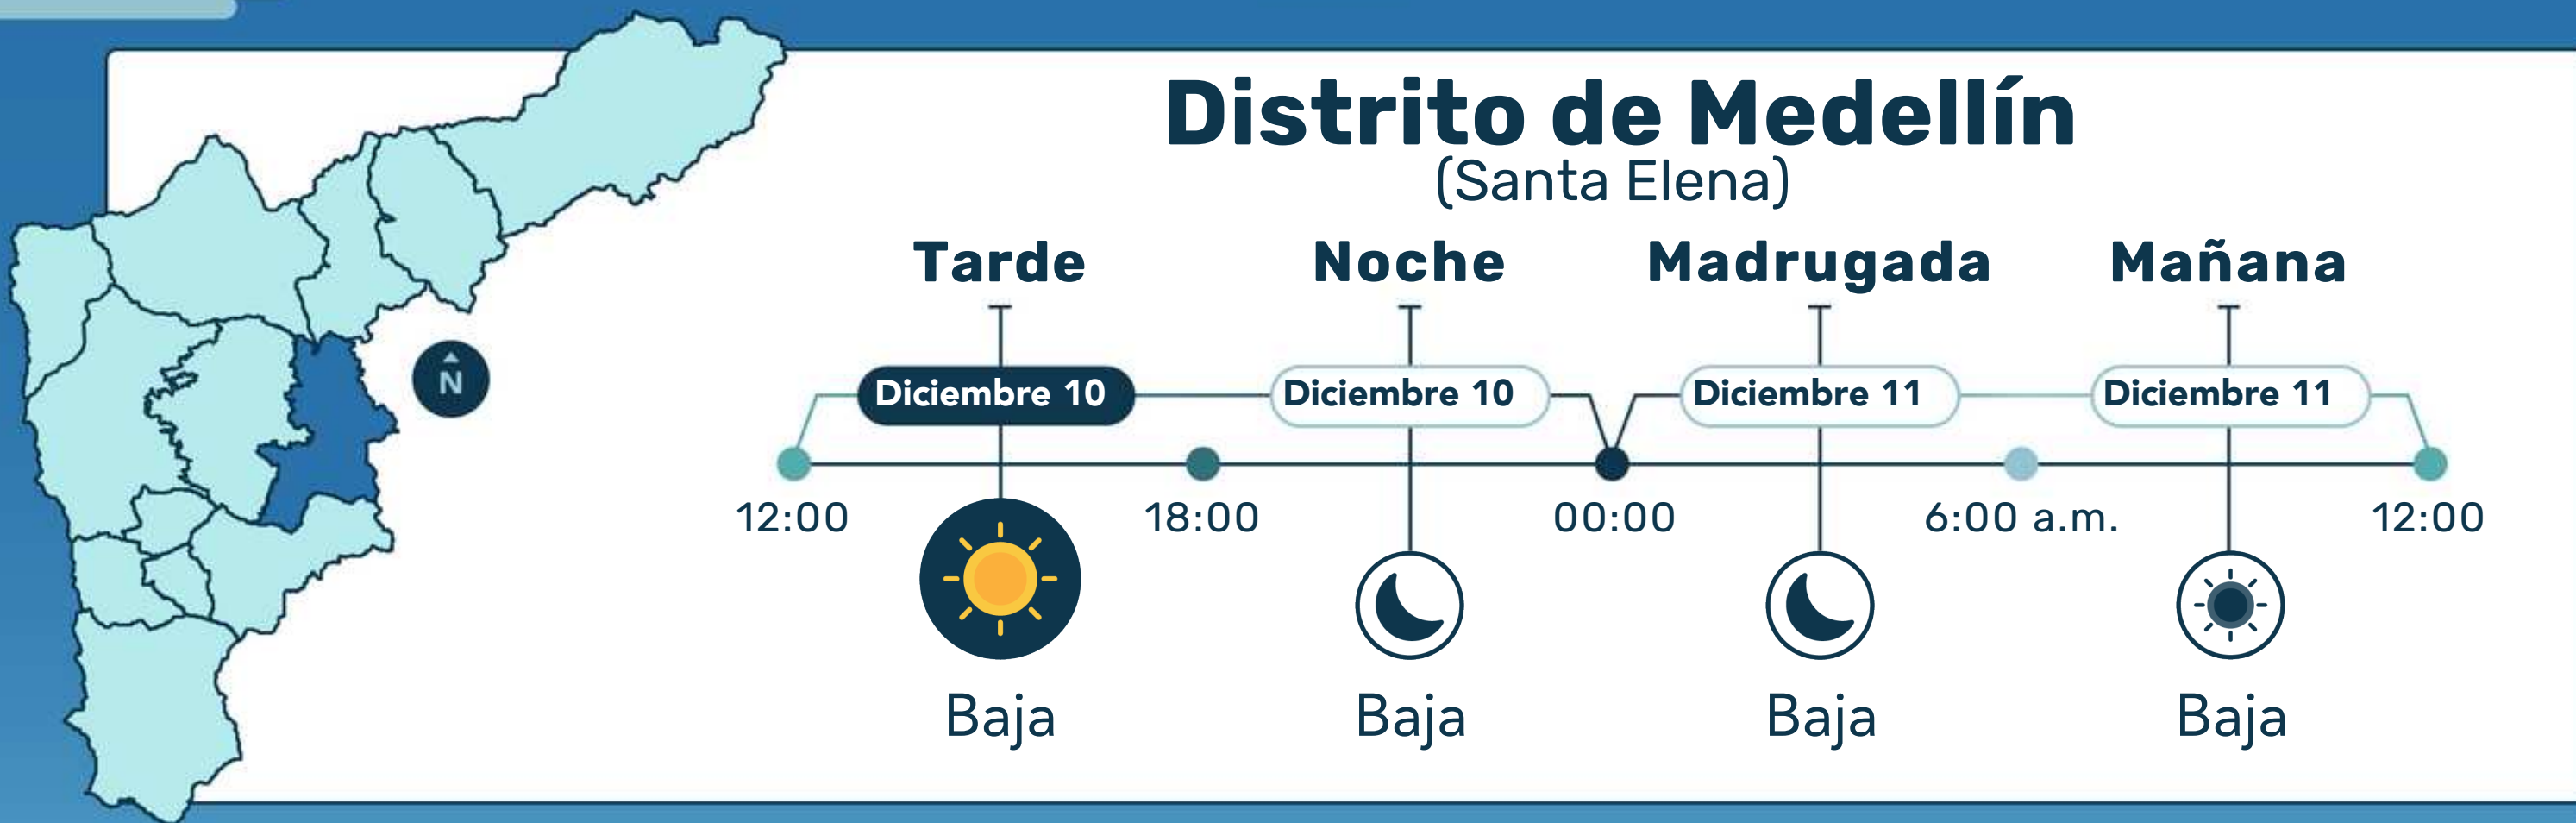 Distrito de Medellín
(Santa Elena)
Tarde Noche Madrugada Mañana
N
Diciembre 10 Diciembre 10 Diciembre 11 Diciembre 11
12:00 18:00 00:00 6:00 a.m. 12:00
Baja Baja Baja Baja